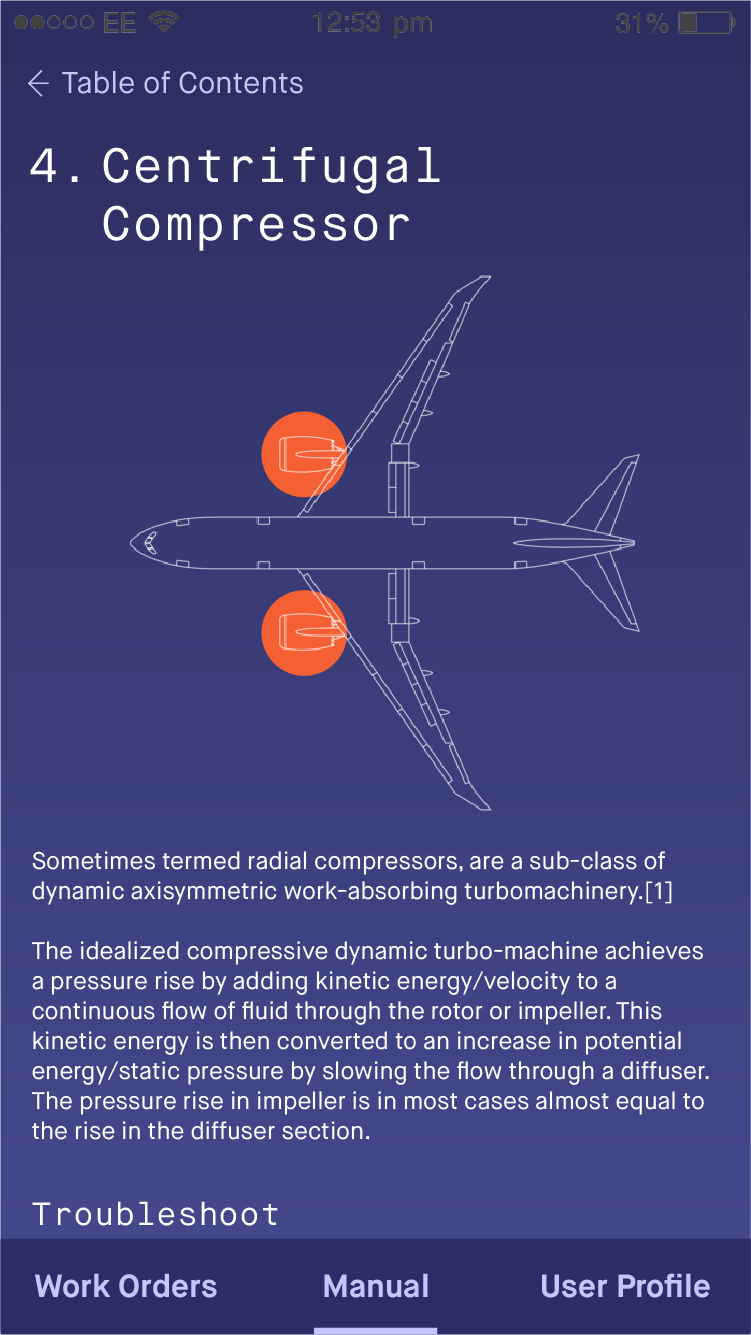 EE 12:53 pm 31%
Table of Contents
4. Centrifugal
Compressor
Sometimes termed radial compressors, are a sub-class of
dynamic axisymmetric work-absorbing turbomachinery.[1]
The idealized compressive dynamic turbo-machine achieves
a pressure rise by adding kinetic energy/velocity to a
continuous flow of fluid through the rotor or impeller. This
kinetic energy is then converted to an increase in potential
energy/static pressure by slowing the flow through a diffuser.
The pressure rise in impeller is in most cases almost equal to
the rise in the diffuser section.
Troubleshoot
Work Orders Manual User Profile